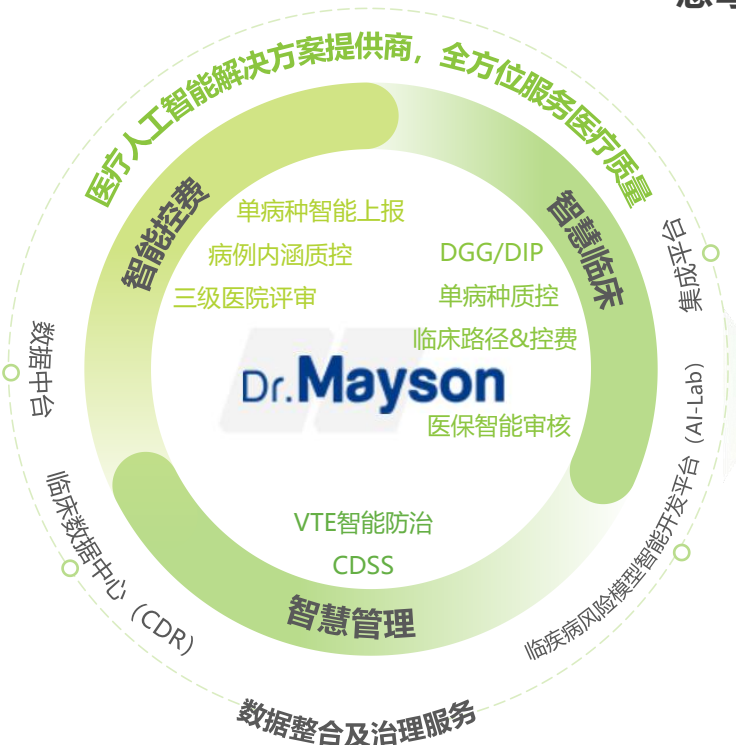 医疗人工智能解决方案提供商，全方位服务医疗质量
智能控费
智慧临床
单病种智能上报
病例内涵质控
三级医院评审
DGG/DIP
单病种质控
临床路径&控费
Dr.Mayson
医保智能审核
VTE智能防治
CDSS
智慧管理
集成平台
数据中台
临床数据中心（CDR）
临疾病风险模型智能开发平台（AI-Lab）
数据整合及治理服务